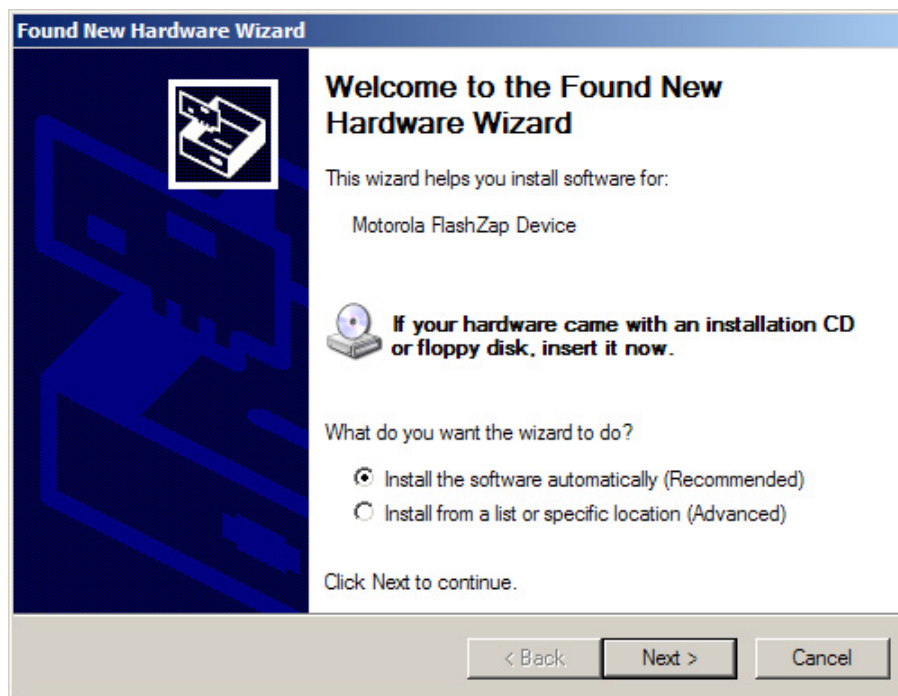 Found New Hardware Wizard
Welcome to the Found New
Hardware Wizard
This wizard helps you install software for:
Motorola FlashZap Device
If your hardware came with an installation CD
or floppy disk, insert it now.
What do you want the wizard to do?
Install the software automatically (Recommended)
Install from a list or specific location (Advanced)
Click Next to continue.
< Back
Next >
Cancel